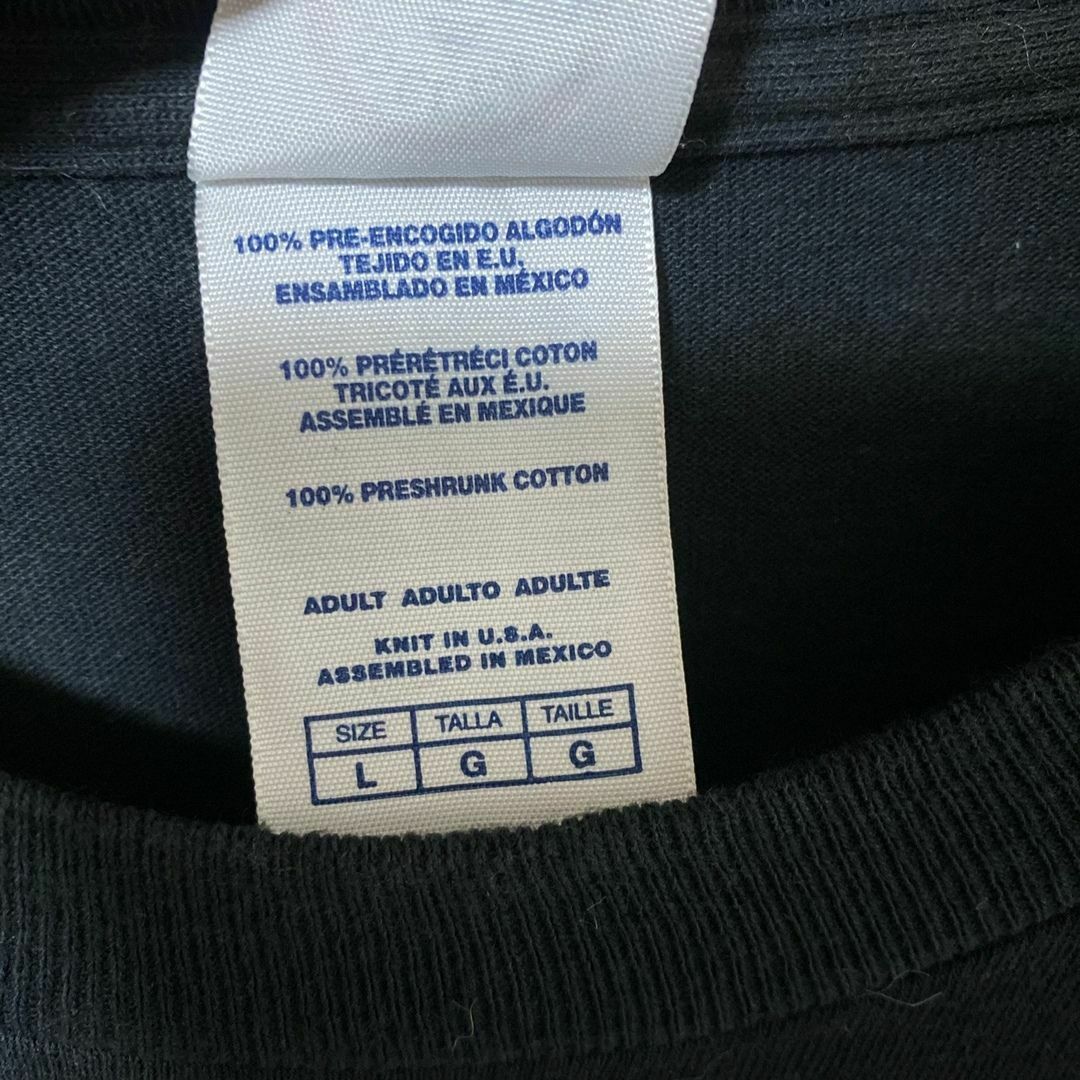 100% PRE-ENCOGIDO ALGODÓN
TEJIDO EN E.U.
ENSAMBLADO EN MÉXICO
100% PRÉRÉTRÉCI COTON
TRICOTÉ AUX É.U.
ASSEMBLÉ EN MEXIQUE
100% PRESHRUNK COTTON
ADULT ADULTO ADULTE
KNIT IN U.S.A.
ASSEMBLED IN MEXICO
SIZE TALLA TAILLE
L G G